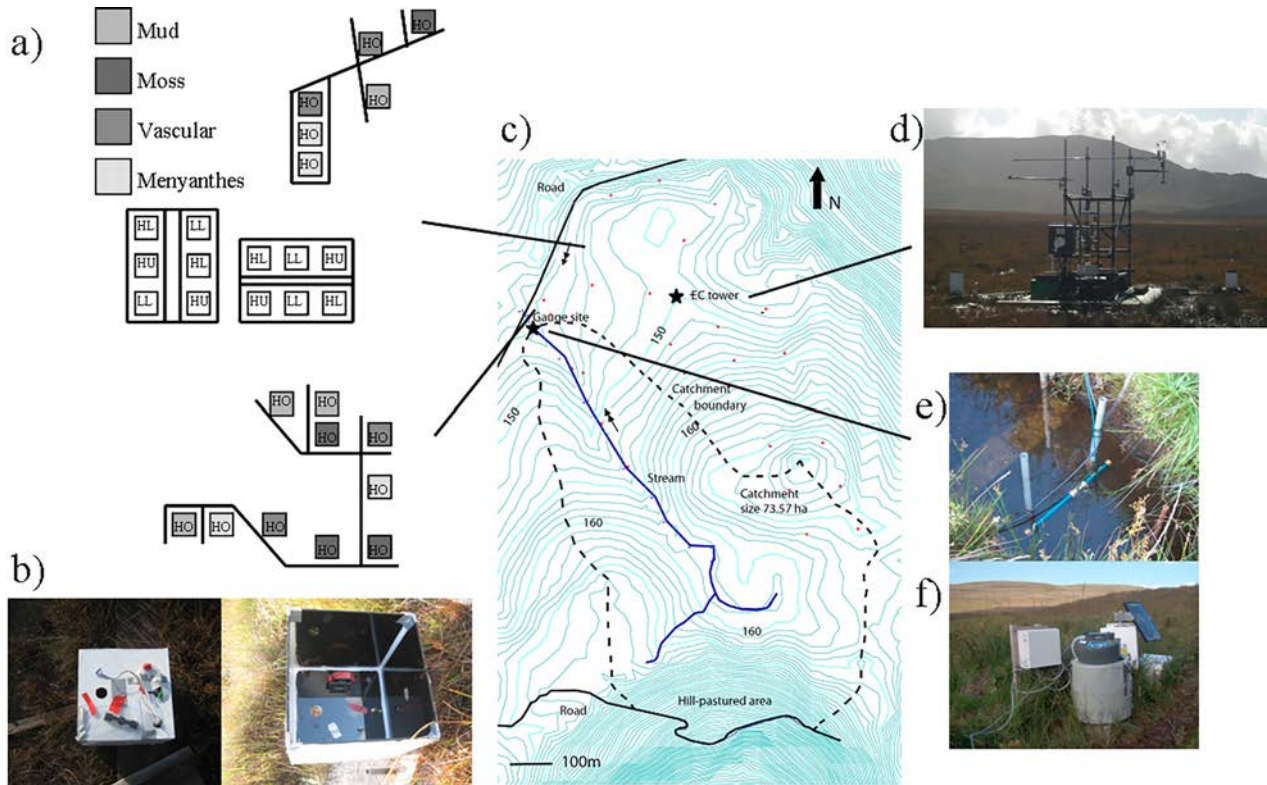 a)
Mud
Moss
Vascular
Menyanthes
HO
HO
HO
HO
HO
HO
HL LL
HU HL
LL HU
HL LL HU
HU LL HL
HO HO
HO HO
HO
HO HO HO
HO HO
b)
c)
Road
N
EC tower
Gauge site
150
Catchment
boundary
150
160
Stream
Catchment
size 73.57 ha
160
160
Hill-pastured area
Road
100m
d)
e)
f)